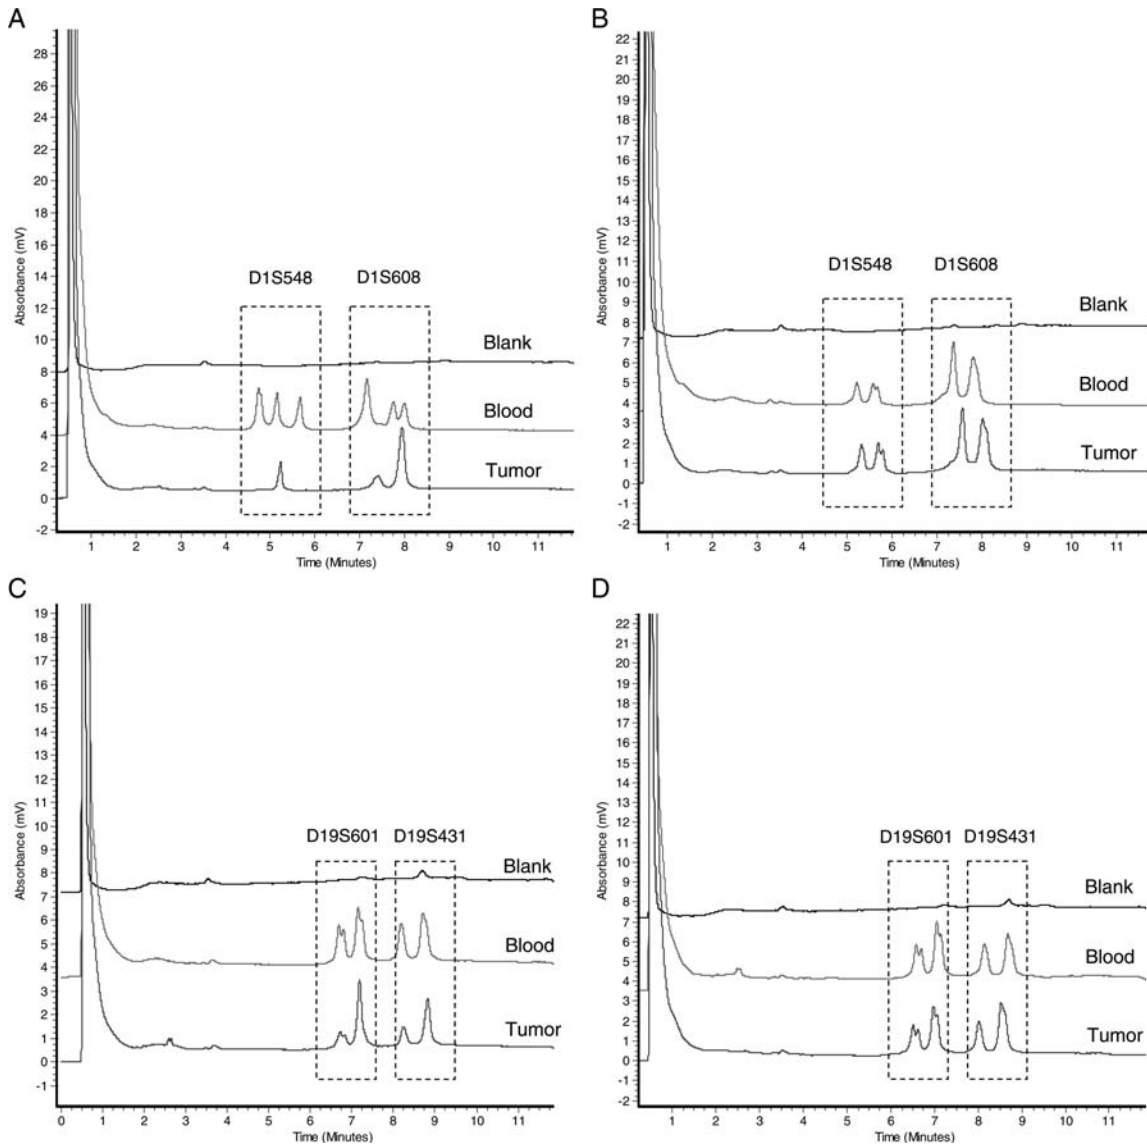 A
Absorbance (mV)
28
26
24
22
20
18
16
14
12
10
8
6
4
2
0
-2
D1S548
D1S608
Blank
Blood
Tumor
1 2 3 4 5 6 7 8 9 10 11
Time (Minutes)
B
Absorbance (mV)
22
21
20
19
18
17
16
15
14
13
12
11
10
9
8
7
6
5
4
3
2
1
0
-1
-2
D1S548
D1S608
Blank
Blood
Tumor
1 2 3 4 5 6 7 8 9 10 11
Time (Minutes)
C
Absorbance (mV)
19
18
17
16
15
14
13
12
11
10
9
8
7
6
5
4
3
2
1
0
-1
D19S601
D19S431
Blank
Blood
Tumor
0 1 2 3 4 5 6 7 8 9 10 11
Time (Minutes)
D
Absorbance (mV)
22
21
20
19
18
17
16
15
14
13
12
11
10
9
8
7
6
5
4
3
2
1
0
-1
-2
D19S601
D19S431
Blank
Blood
Tumor
1 2 3 4 5 6 7 8 9 10 11
Time (Minutes)